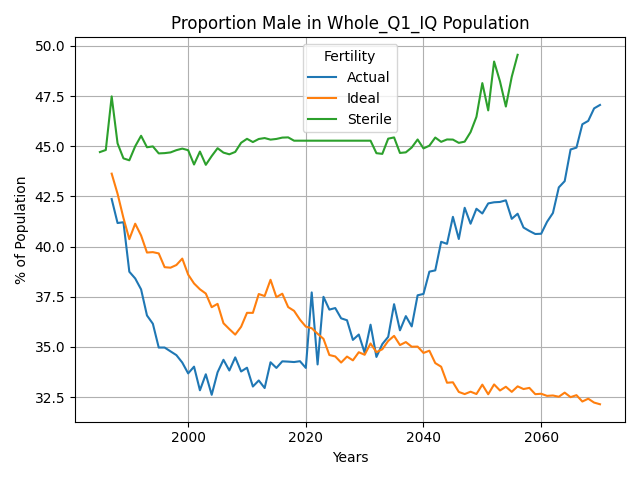 Proportion Male in Whole_Q1_IQ Population
Fertility
Actual
Ideal
Sterile
% of Population
50.0
47.5
45.0
42.5
40.0
37.5
35.0
32.5
2000
2020
2040
2060
Years